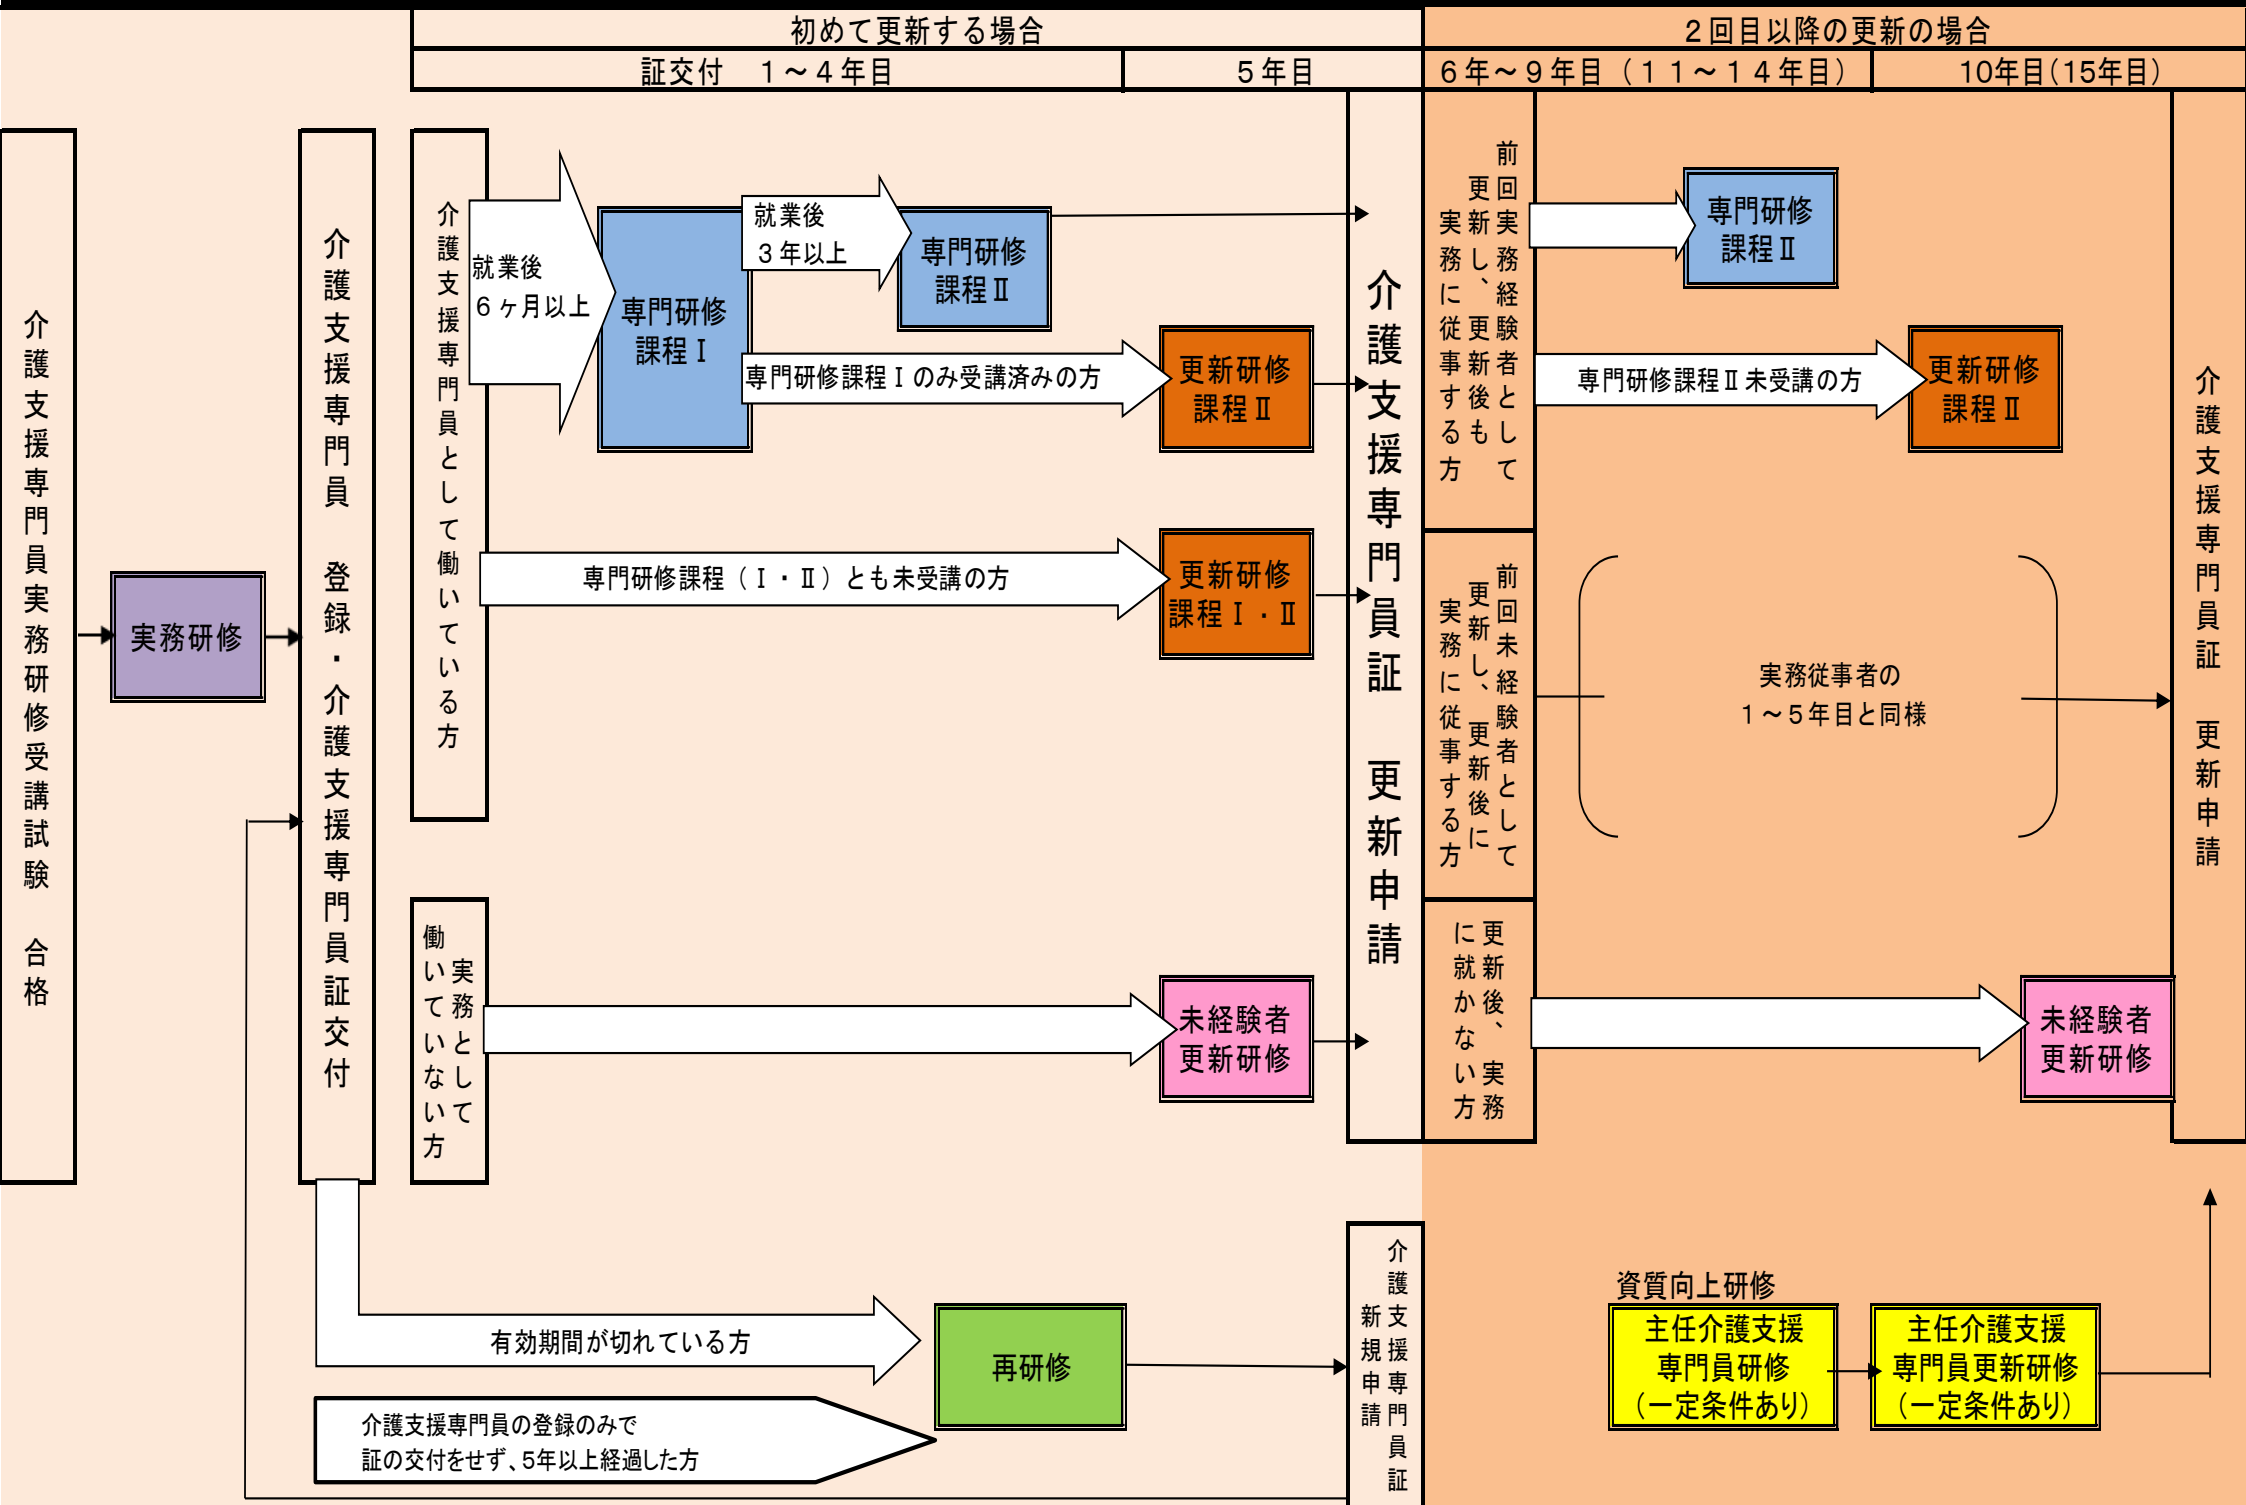 初めて更新する場合
２回目以降の更新の場合
証交付　１～４年目
５年目
６年～９年目（１１～１４年目）
10年目(15年目)
介護支援専門員実務研修受講試験　合格
実務研修
介護支援専門員　登録・介護支援専門員証交付
介護支援専門員として働いている方
就業後
６ヶ月以上
専門研修
課程Ⅰ
就業後
３年以上
専門研修
課程Ⅱ
専門研修課程Ⅰのみ受講済みの方
更新研修
課程Ⅱ
専門研修課程（Ⅰ・Ⅱ）とも未受講の方
更新研修
課程Ⅰ・Ⅱ
実務として
働いていない方
未経験者
更新研修
介護支援専門員証　更新申請
前回実務経験者として
更新し、更新後も
実務に従事する方
専門研修
課程Ⅱ
専門研修課程Ⅱ未受講の方
更新研修
課程Ⅱ
前回未経験者として
更新し、更新後に
実務に従事する方
実務従事者の
１～５年目と同様
更新後、実務
に就かない方
未経験者
更新研修
介護支援専門員証　更新申請
有効期間が切れている方
再研修
介護支援専門員の登録のみで
証の交付をせず、5年以上経過した方
介護支援専門員証
新規申請
資質向上研修
主任介護支援
専門員研修
（一定条件あり）
主任介護支援
専門員更新研修
（一定条件あり）